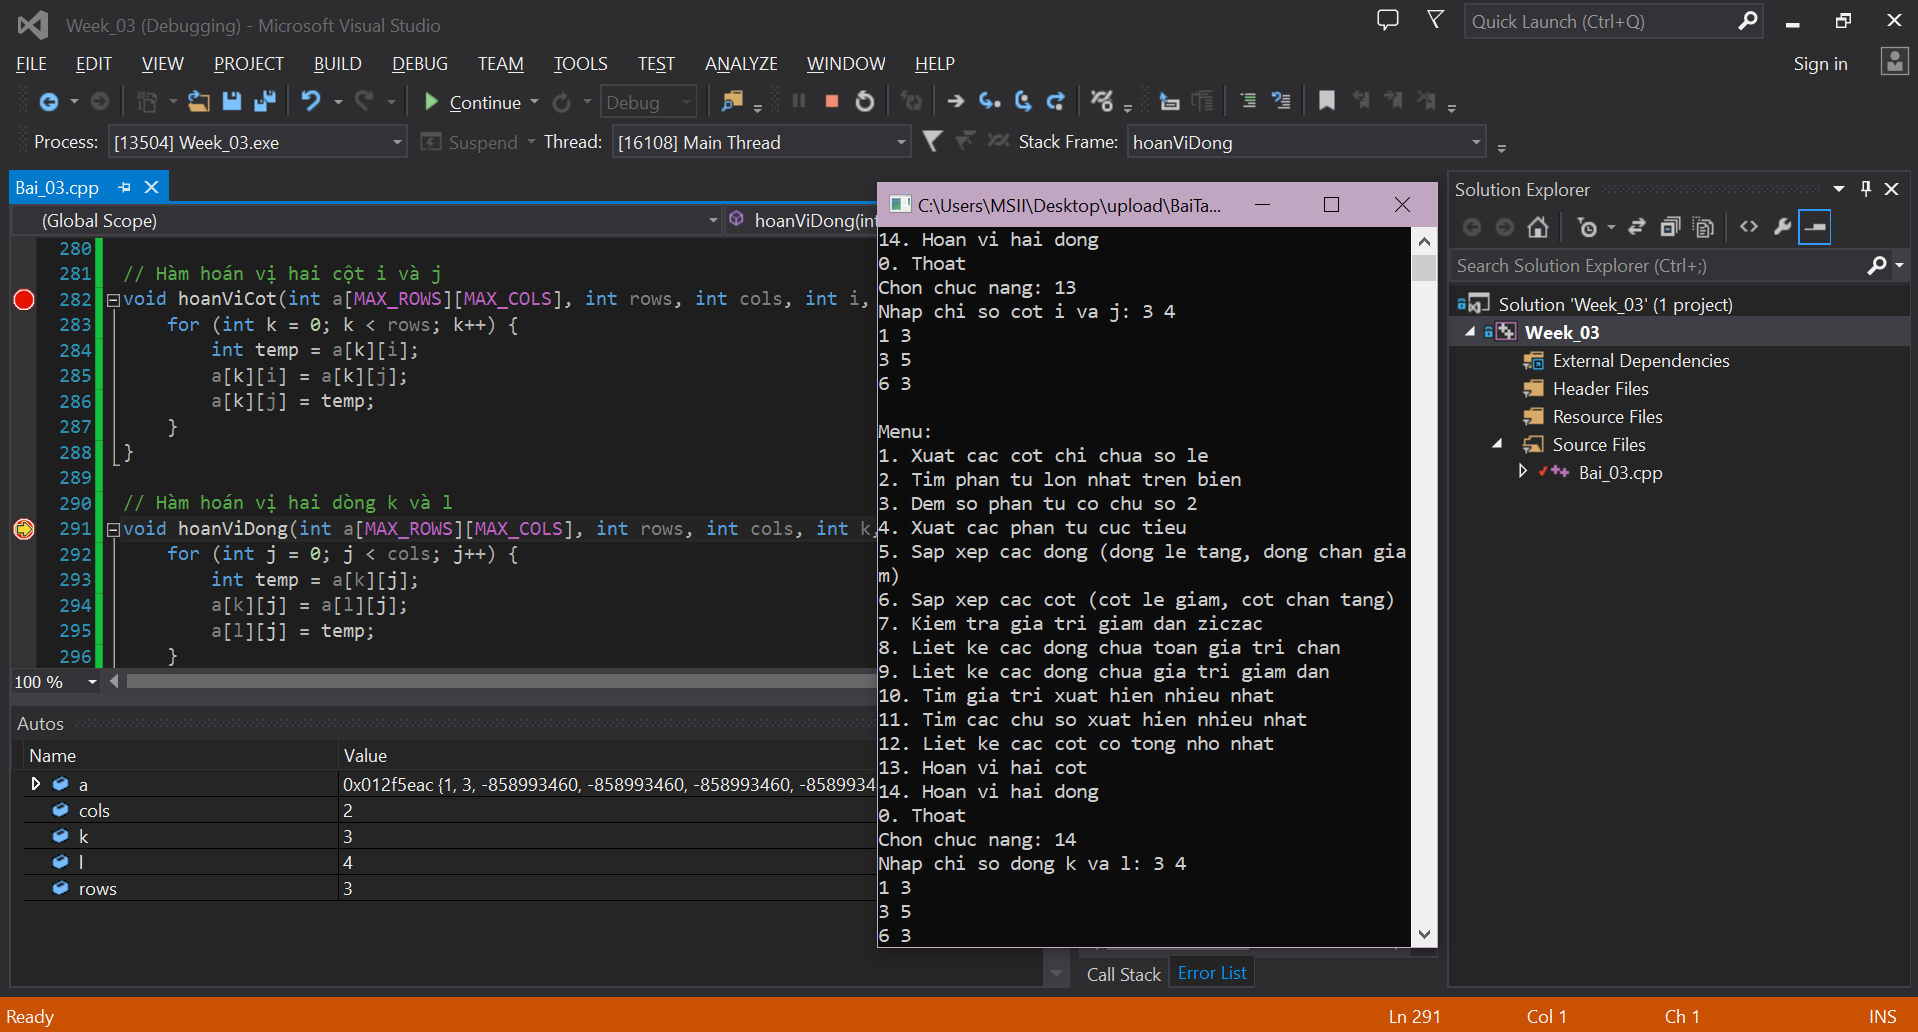 Week_03 (Debugging) - Microsoft Visual Studio
Quick Launch (Ctrl+Q)
FILE EDIT VIEW PROJECT BUILD DEBUG TEAM TOOLS TEST ANALYZE WINDOW HELP
Sign in
Continue Debug
Process: [13504] Week_03.exe Suspend Thread: [16108] Main Thread Stack Frame: hoanViDong
Bai_03.cpp
(Global Scope) hoanViDong(int
280
281 // Hàm hoán vị hai cột i và j
282 void hoanViCot(int a[MAX_ROWS][MAX_COLS], int rows, int cols, int i,
283 for (int k = 0; k < rows; k++) {
284 int temp = a[k][i];
285 a[k][i] = a[k][j];
286 a[k][j] = temp;
287 }
288 }
289
290 // Hàm hoán vị hai dòng k và l
291 void hoanViDong(int a[MAX_ROWS][MAX_COLS], int rows, int cols, int k,
292 for (int j = 0; j < cols; j++) {
293 int temp = a[k][j];
294 a[k][j] = a[l][j];
295 a[l][j] = temp;
296 }
100 %
Autos
Name Value
a 0x012f5eac {1, 3, -858993460, -858993460, -858993460, -8589934
cols 2
k 3
l 4
rows 3
C:\Users\MSII\Desktop\upload\BaiTa...
14. Hoan vi hai dong
0. Thoat
Chon chuc nang: 13
Nhap chi so cot i va j: 3 4
1 3
3 5
6 3
Menu:
1. Xuat cac cot chi chua so le
2. Tim phan tu lon nhat tren bien
3. Dem so phan tu co chu so 2
4. Xuat cac phan tu cuc tieu
5. Sap xep cac dong (dong le tang, dong chan gia
m)
6. Sap xep cac cot (cot le giam, cot chan tang)
7. Kiem tra gia tri giam dan ziczac
8. Liet ke cac dong chua toan gia tri chan
9. Liet ke cac dong chua gia tri giam dan
10. Tim gia tri xuat hien nhieu nhat
11. Tim cac chu so xuat hien nhieu nhat
12. Liet ke cac cot co tong nho nhat
13. Hoan vi hai cot
14. Hoan vi hai dong
0. Thoat
Chon chuc nang: 14
Nhap chi so dong k va l: 3 4
1 3
3 5
6 3
Call Stack Error List
Solution Explorer
Search Solution Explorer (Ctrl+;)
Solution 'Week_03' (1 project)
Week_03
External Dependencies
Header Files
Resource Files
Source Files
Bai_03.cpp
Ready Ln 291 Col 1 Ch 1 INS